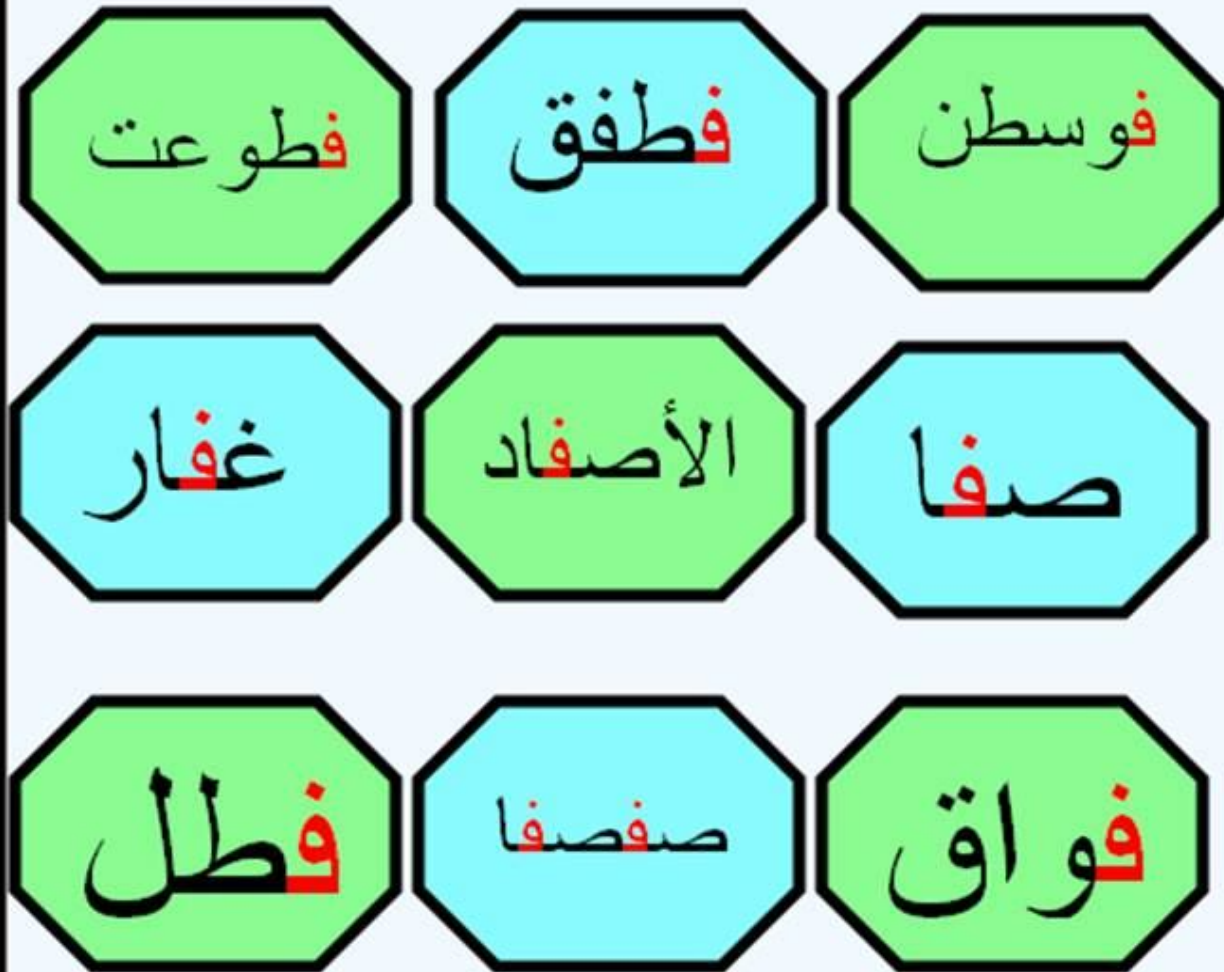 فوسطن
فطفق
فطوعت
صفا
الأصفاد
غفار
فواق
صفصفا
فطل